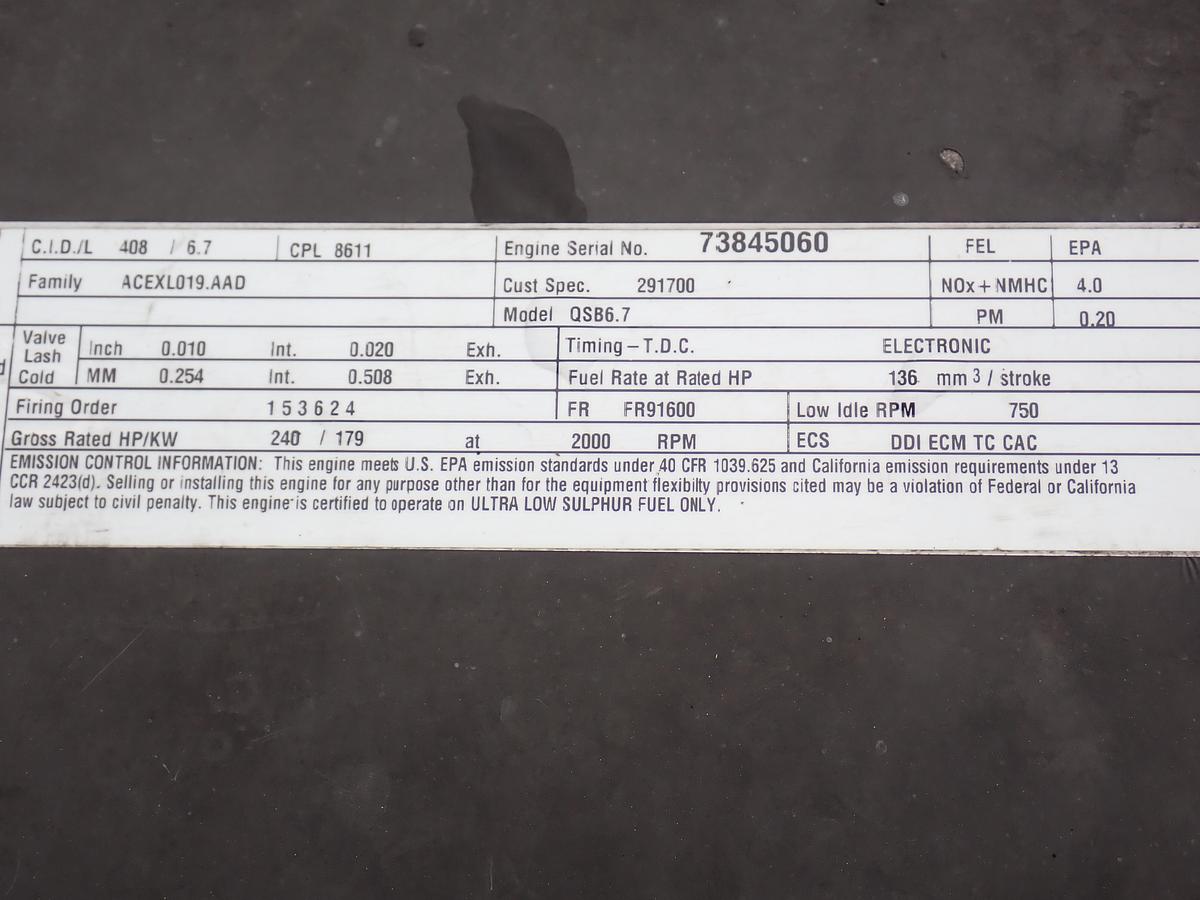 C.I.D./L 408 / 6.7 CPL 8611 Engine Serial No. 73845060 FEL EPA
Family ACEXL019.AAD Cust Spec. 291700 NOx+NMHC 4.0
Model QSB6.7 PM 0.20
Valve Lash Cold Inch 0.010 Int. 0.020 Exh. Timing-T.D.C. ELECTRONIC
MM 0.254 Int. 0.508 Exh. Fuel Rate at Rated HP 136 mm3 / stroke
Firing Order 153624 FR FR91600 Low Idle RPM 750
Gross Rated HP/KW 240 / 179 at 2000 RPM ECS DDI ECM TC CAC
EMISSION CONTROL INFORMATION: This engine meets U.S. EPA emission standards under 40 CFR 1039.625 and California emission requirements under 13
CCR 2423(d). Selling or installing this engine for any purpose other than for the equipment flexibilty provisions cited may be a violation of Federal or California
law subject to civil penalty. This engine is certified to operate on ULTRA LOW SULPHUR FUEL ONLY.